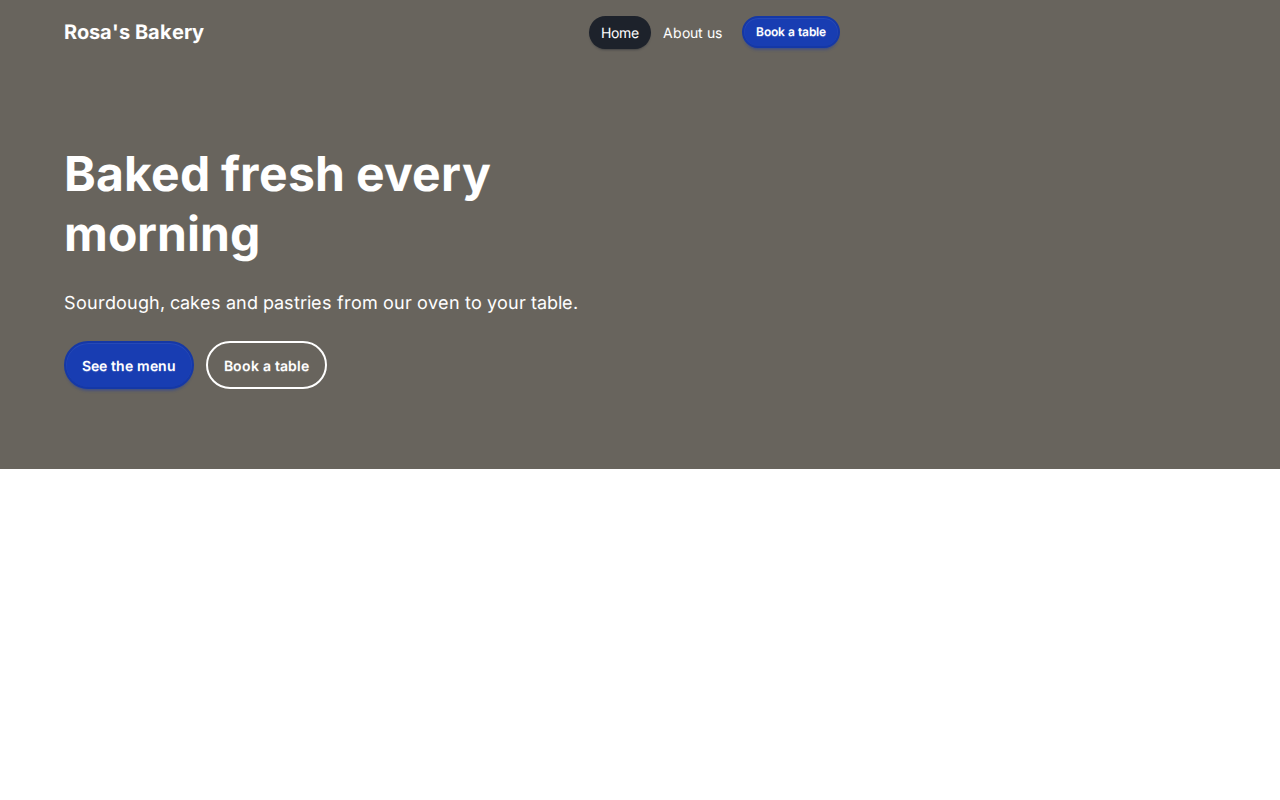 Rosa's Bakery
Home
About us
Book a table
Baked fresh every
morning
Sourdough, cakes and pastries from our oven to your table.
See the menu
Book a table